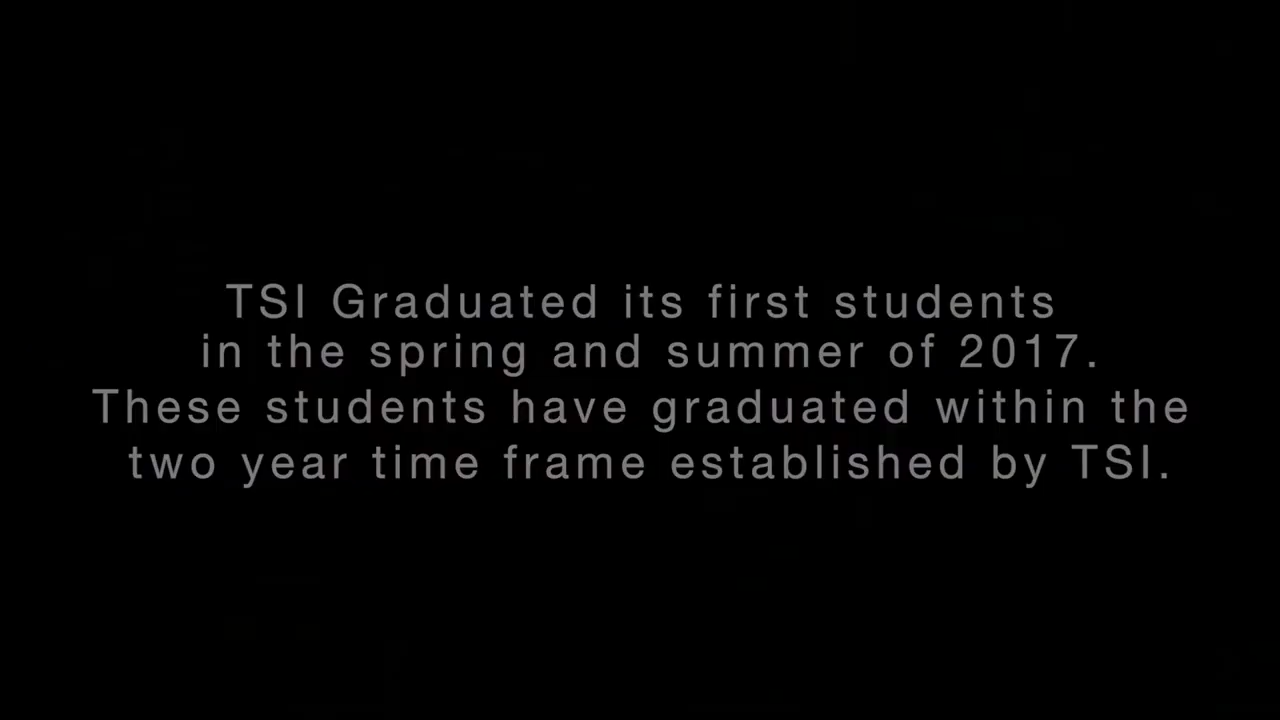 TSI Graduated its first students
in the spring and summer of 2017.
These students have graduated within the
two year time frame established by TSI.